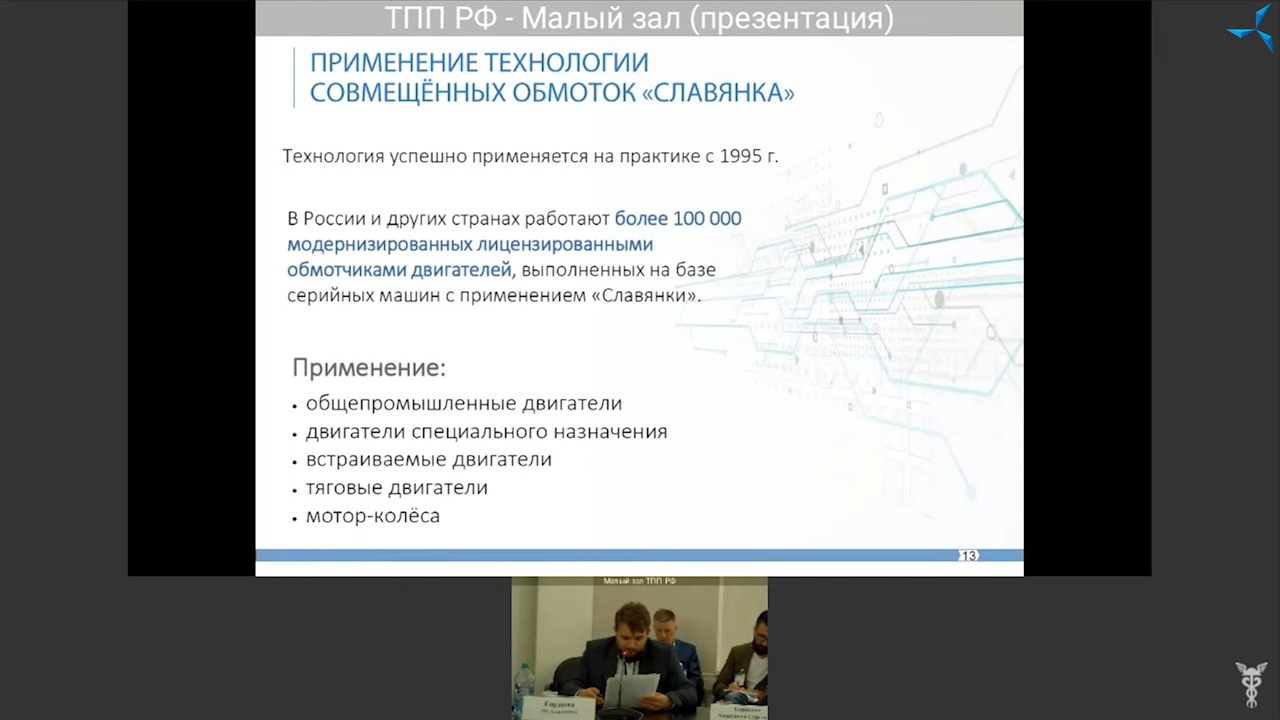 ТПП РФ - Малый зал (презентация)
ПРИМЕНЕНИЕ ТЕХНОЛОГИИ
СОВМЕЩЁННЫХ ОБМОТОК «СЛАВЯНКА»
Технология успешно применяется на практике с 1995 г.
В России и других странах работают более 100 000
модернизированных лицензированными
обмотчиками двигателей, выполненных на базе
серийных машин с применением «Славянки».
Применение:
• общепромышленные двигатели
• двигатели специального назначения
• встраиваемые двигатели
• тяговые двигатели
• мотор-колёса
13
Малый зал ТПП РФ